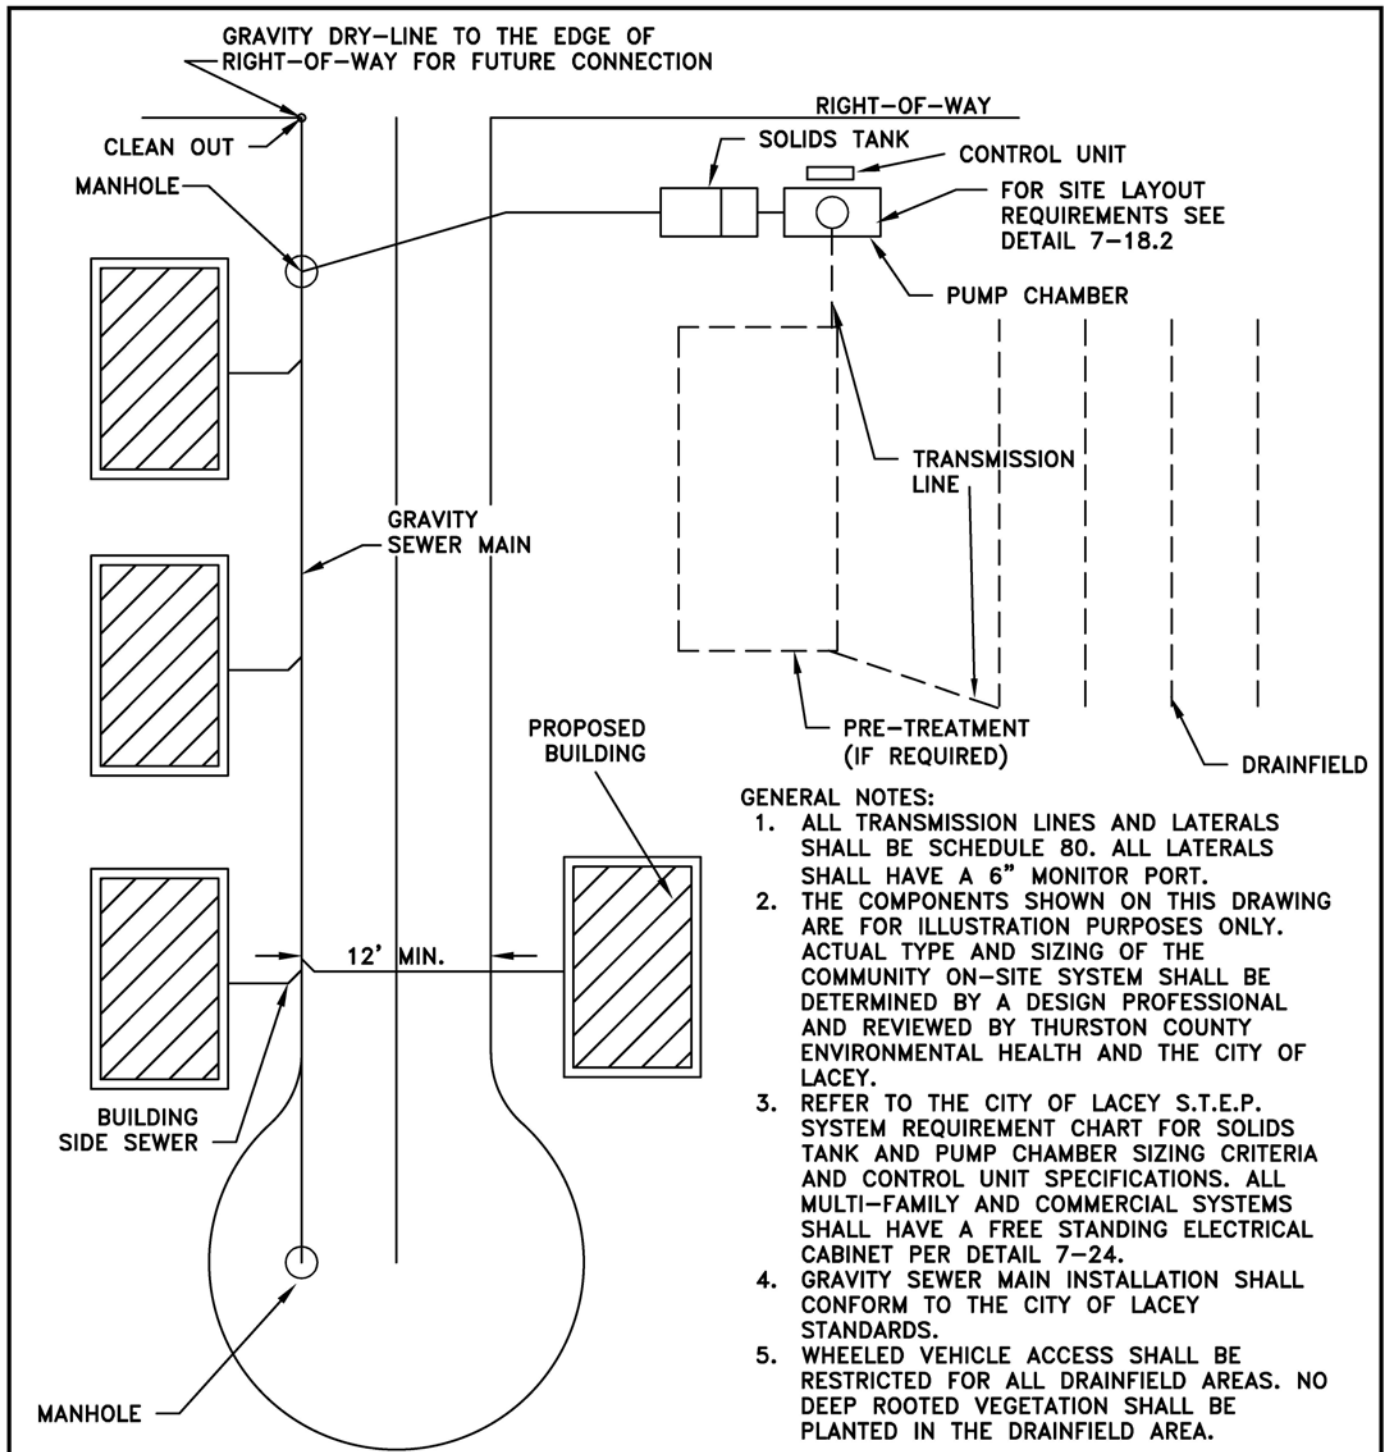 GRAVITY DRY-LINE TO THE EDGE OF
RIGHT-OF-WAY FOR FUTURE CONNECTION
RIGHT-OF-WAY
CLEAN OUT
SOLIDS TANK
CONTROL UNIT
MANHOLE
FOR SITE LAYOUT
REQUIREMENTS SEE
DETAIL 7-18.2
PUMP CHAMBER
TRANSMISSION
LINE
GRAVITY
SEWER MAIN
PROPOSED
BUILDING
PRE-TREATMENT
(IF REQUIRED)
DRAINFIELD
12' MIN.
BUILDING
SIDE SEWER
MANHOLE
GENERAL NOTES:
1. ALL TRANSMISSION LINES AND LATERALS
SHALL BE SCHEDULE 80. ALL LATERALS
SHALL HAVE A 6" MONITOR PORT.
2. THE COMPONENTS SHOWN ON THIS DRAWING
ARE FOR ILLUSTRATION PURPOSES ONLY.
ACTUAL TYPE AND SIZING OF THE
COMMUNITY ON-SITE SYSTEM SHALL BE
DETERMINED BY A DESIGN PROFESSIONAL
AND REVIEWED BY THURSTON COUNTY
ENVIRONMENTAL HEALTH AND THE CITY OF
LACEY.
3. REFER TO THE CITY OF LACEY S.T.E.P.
SYSTEM REQUIREMENT CHART FOR SOLIDS
TANK AND PUMP CHAMBER SIZING CRITERIA
AND CONTROL UNIT SPECIFICATIONS. ALL
MULTI-FAMILY AND COMMERCIAL SYSTEMS
SHALL HAVE A FREE STANDING ELECTRICAL
CABINET PER DETAIL 7-24.
4. GRAVITY SEWER MAIN INSTALLATION SHALL
CONFORM TO THE CITY OF LACEY
STANDARDS.
5. WHEELED VEHICLE ACCESS SHALL BE
RESTRICTED FOR ALL DRAINFIELD AREAS. NO
DEEP ROOTED VEGETATION SHALL BE
PLANTED IN THE DRAINFIELD AREA.